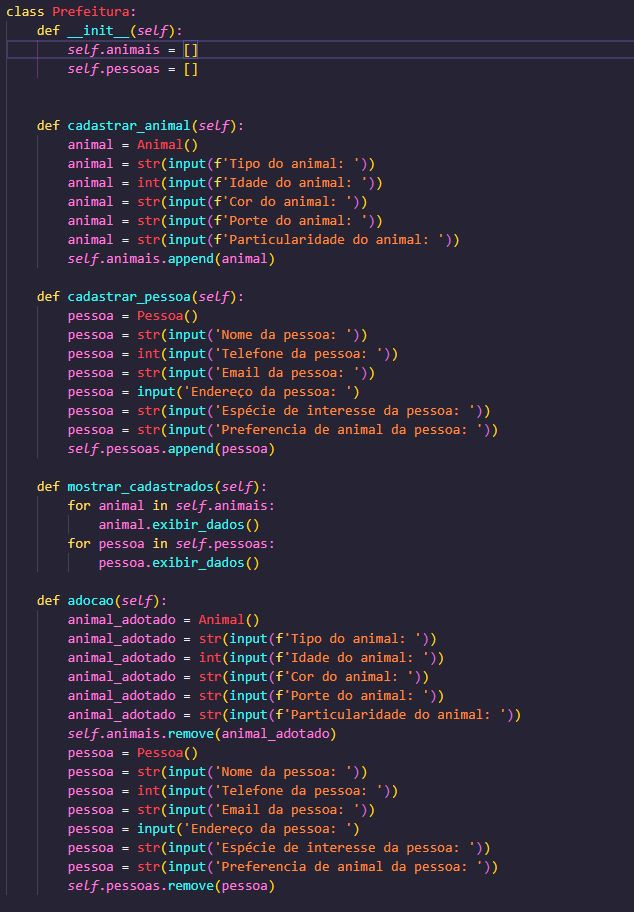 class Prefeitura:
    def __init__(self):
        self.animais = []
        self.pessoas = []
    def cadastrar_animal(self):
        animal = Animal()
        animal = str(input(f'Tipo do animal: '))
        animal = int(input(f'Idade do animal: '))
        animal = str(input(f'Cor do animal: '))
        animal = str(input(f'Porte do animal: '))
        animal = str(input(f'Particularidade do animal: '))
        self.animais.append(animal)
    def cadastrar_pessoa(self):
        pessoa = Pessoa()
        pessoa = str(input('Nome da pessoa: '))
        pessoa = int(input('Telefone da pessoa: '))
        pessoa = str(input('Email da pessoa: '))
        pessoa = input('Endereço da pessoa: ')
        pessoa = str(input('Espécie de interesse da pessoa: '))
        pessoa = str(input('Preferencia de animal da pessoa: '))
        self.pessoas.append(pessoa)
    def mostrar_cadastrados(self):
        for animal in self.animais:
            animal.exibir_dados()
        for pessoa in self.pessoas:
            pessoa.exibir_dados()
    def adocao(self):
        animal_adotado = Animal()
        animal_adotado = str(input(f'Tipo do animal: '))
        animal_adotado = int(input(f'Idade do animal: '))
        animal_adotado = str(input(f'Cor do animal: '))
        animal_adotado = str(input(f'Porte do animal: '))
        animal_adotado = str(input(f'Particularidade do animal: '))
        self.animais.remove(animal_adotado)
        pessoa = Pessoa()
        pessoa = str(input('Nome da pessoa: '))
        pessoa = int(input('Telefone da pessoa: '))
        pessoa = str(input('Email da pessoa: '))
        pessoa = input('Endereço da pessoa: ')
        pessoa = str(input('Espécie de interesse da pessoa: '))
        pessoa = str(input('Preferencia de animal da pessoa: '))
        self.pessoas.remove(pessoa)